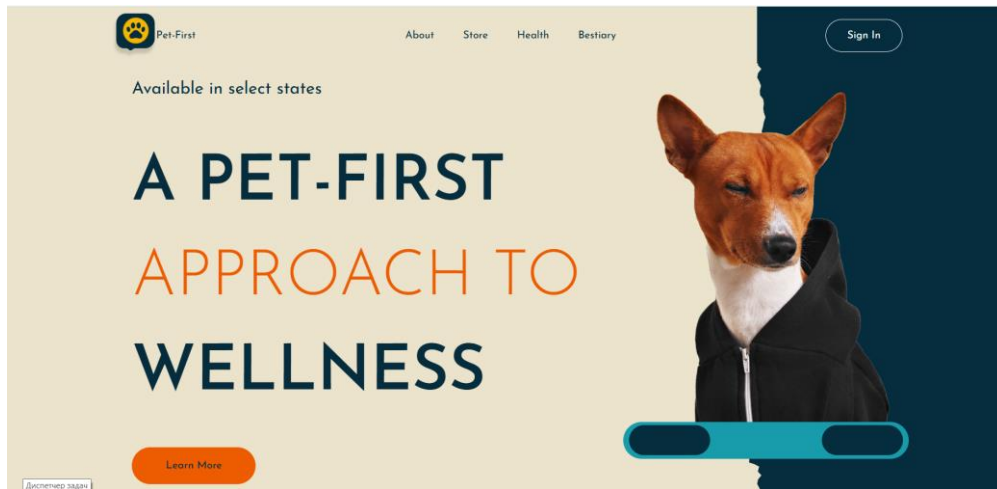 Pet-First
About Store Health Bestiary
Sign In
Available in select states
A PET-FIRST
APPROACH TO
WELLNESS
Learn More
Диспетчер задач